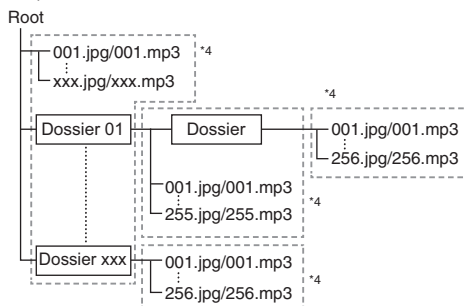 Root
001.jpg/001.mp3
*4
xxx.jpg/xxx.mp3
*4
Dossier 01
Dossier
001.jpg/001.mp3
256.jpg/256.mp3
001.jpg/001.mp3
*4
255.jpg/255.mp3
Dossier xxx
001.jpg/001.mp3
*4
256.jpg/256.mp3